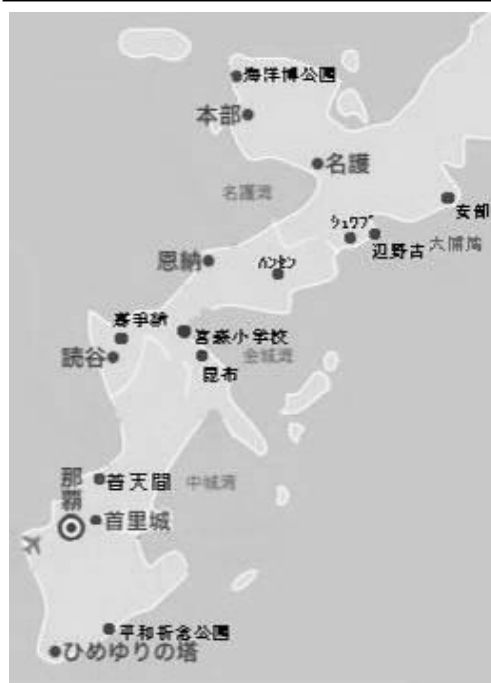 海洋博公園
本部
名護
名護湾
安部
ｼｭﾜﾌﾞ
辺野古
大浦湾
恩納
ﾊﾝｾﾝ
嘉手納
宮森小学校
読谷
昆布
金城湾
那覇
普天間
中城湾
首里城
平和祈念公園
ひめゆりの塔